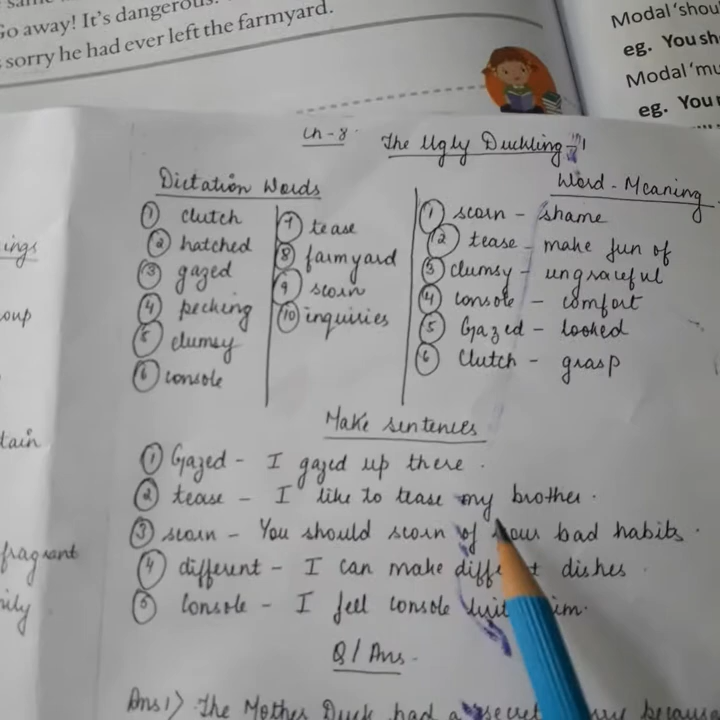 Go away! It's dangerous.
sorry he had ever left the farmyard.
Modal 'shou
eg. You sh
Modal 'mu
eg. You
Ch-8
The Ugly Duckling
Dictation Words
① clutch
② hatched
③ gazed
④ pecking
⑤ clumsy
⑥ console
⑦ tease
⑧ farmyard
⑨ scorn
⑩ inquiries
Word-Meaning
① scorn - shame
② tease - make fun of
③ clumsy - ungraceful
④ console - comfort
⑤ Gazed - looked
⑥ Clutch - grasp
Make sentences
① Gazed - I gazed up there.
② tease - I like to tease my brother.
③ scorn - You should scorn of your bad habits.
④ different - I can make different dishes.
⑤ Console - I feel console
Q/Ans.
Ans 1) The Mother Duck had a
ings
oup
tain
fragrant
ily